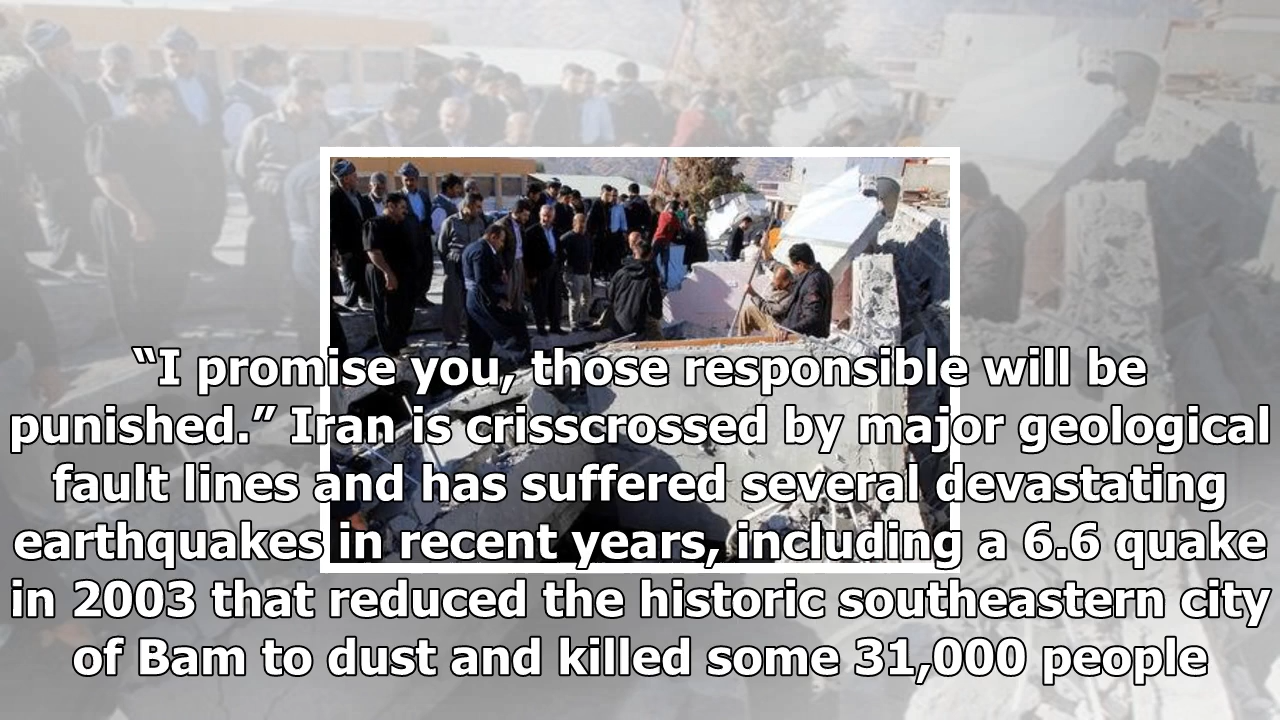 “I promise you, those responsible will be
punished.” Iran is crisscrossed by major geological
fault lines and has suffered several devastating
earthquakes in recent years, including a 6.6 quake
in 2003 that reduced the historic southeastern city
of Bam to dust and killed some 31,000 people